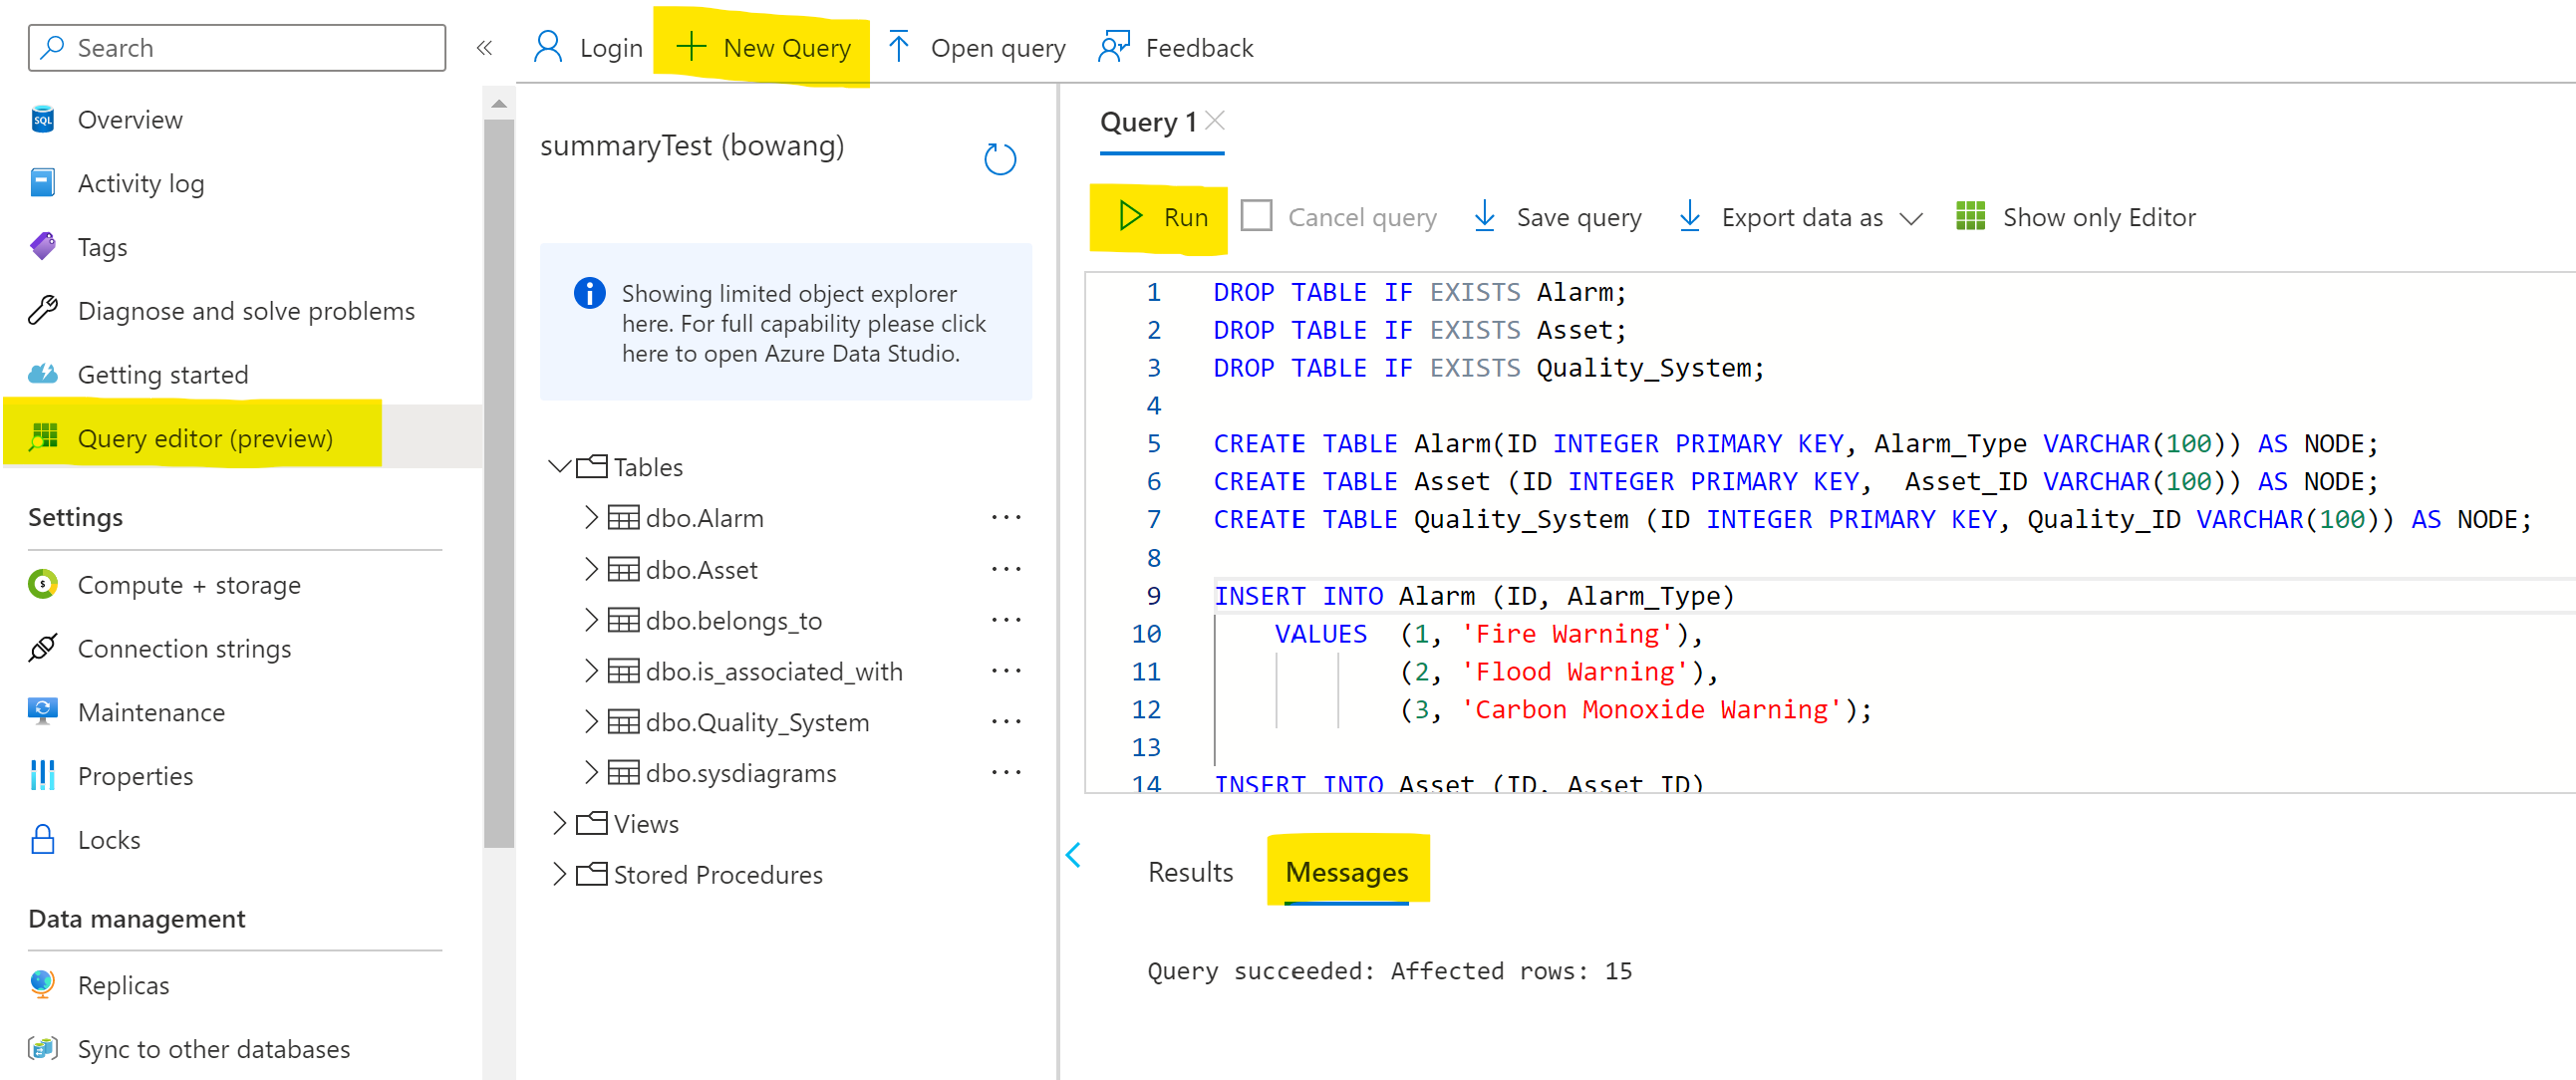 Search
«
Overview
Activity log
Tags
Diagnose and solve problems
Getting started
Query editor (preview)
Settings
Compute + storage
Connection strings
Maintenance
Properties
Locks
Data management
Replicas
Sync to other databases
Login
New Query
Open query
Feedback
summaryTest (bowang)
Showing limited object explorer
here. For full capability please click
here to open Azure Data Studio.
Tables
dbo.Alarm ...
dbo.Asset ...
dbo.belongs_to ...
dbo.is_associated_with ...
dbo.Quality_System ...
dbo.sysdiagrams ...
Views
Stored Procedures
Query 1
Run
Cancel query
Save query
Export data as
Show only Editor
1 DROP TABLE IF EXISTS Alarm;
2 DROP TABLE IF EXISTS Asset;
3 DROP TABLE IF EXISTS Quality_System;
4
5 CREATE TABLE Alarm(ID INTEGER PRIMARY KEY, Alarm_Type VARCHAR(100)) AS NODE;
6 CREATE TABLE Asset (ID INTEGER PRIMARY KEY,  Asset_ID VARCHAR(100)) AS NODE;
7 CREATE TABLE Quality_System (ID INTEGER PRIMARY KEY, Quality_ID VARCHAR(100)) AS NODE;
8
9 INSERT INTO Alarm (ID, Alarm_Type)
10 VALUES  (1, 'Fire Warning'),
11 (2, 'Flood Warning'),
12 (3, 'Carbon Monoxide Warning');
13
14 INSERT INTO Asset (ID, Asset_ID)
Results
Messages
Query succeeded: Affected rows: 15